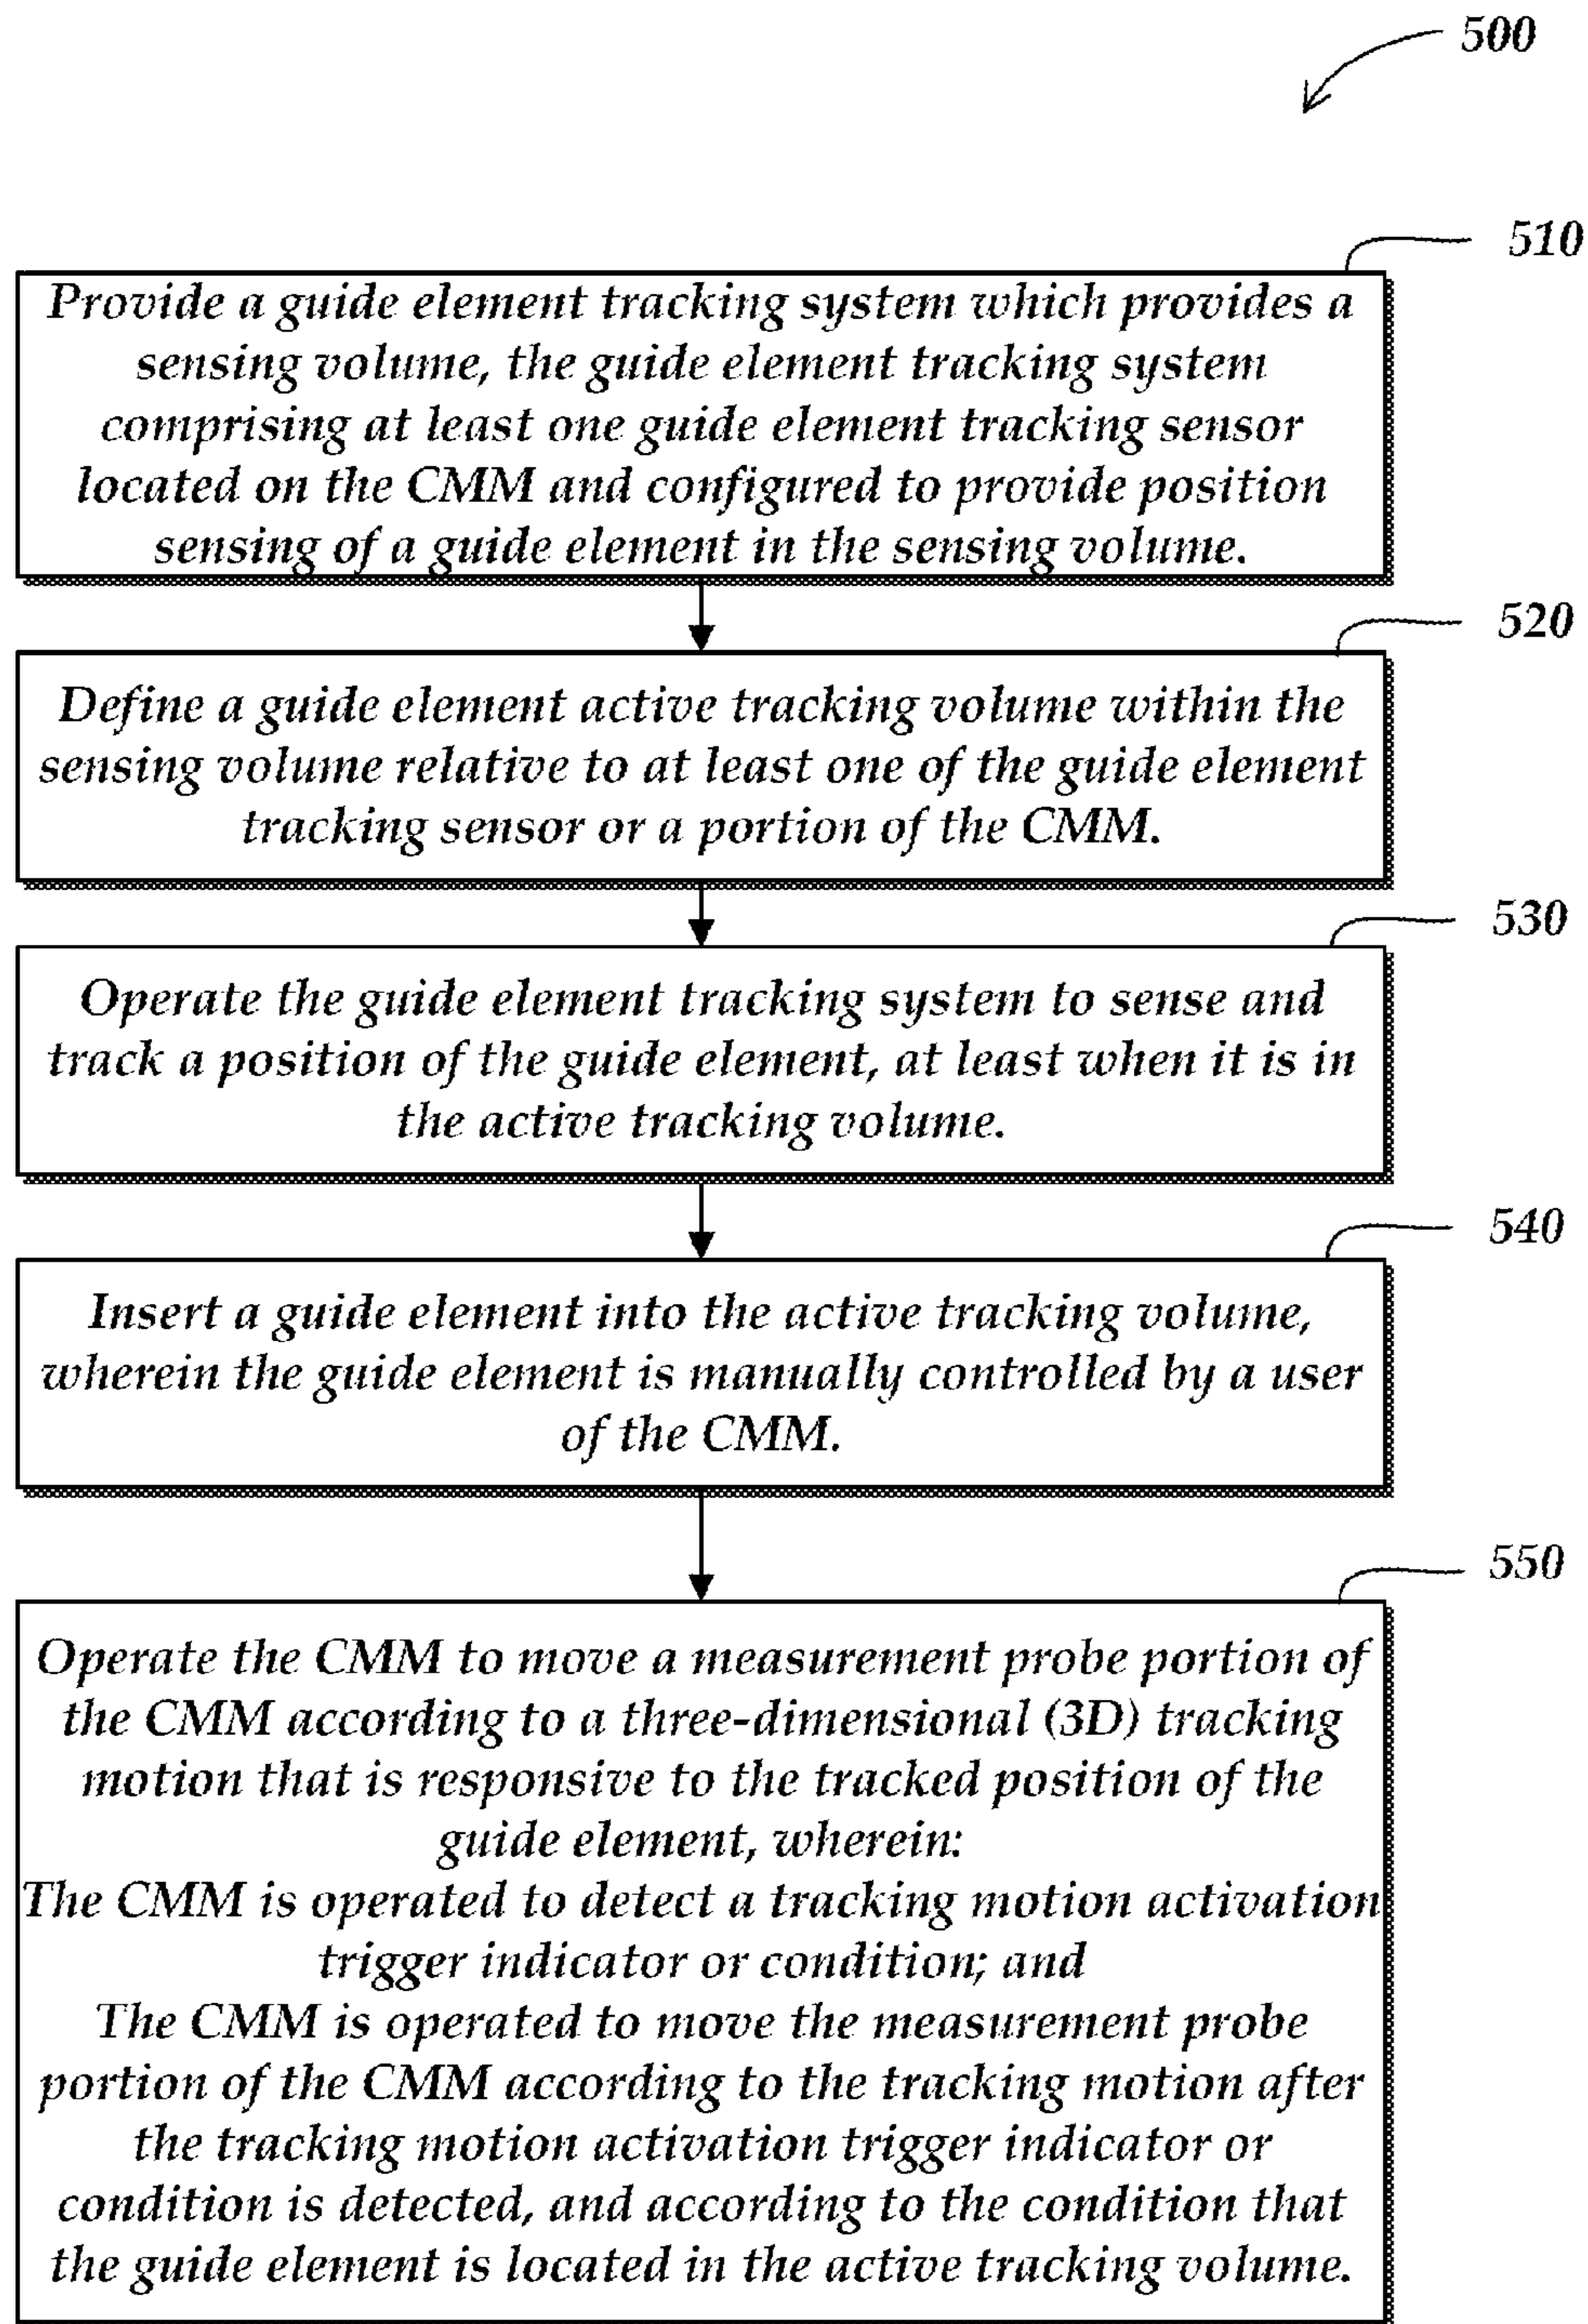 500
510
Provide a guide element tracking system which provides a
sensing volume, the guide element tracking system
comprising at least one guide element tracking sensor
located on the CMM and configured to provide position
sensing of a guide element in the sensing volume.
520
Define a guide element active tracking volume within the
sensing volume relative to at least one of the guide element
tracking sensor or a portion of the CMM.
530
Operate the guide element tracking system to sense and
track a position of the guide element, at least when it is in
the active tracking volume.
540
Insert a guide element into the active tracking volume,
wherein the guide element is manually controlled by a user
of the CMM.
550
Operate the CMM to move a measurement probe portion of
the CMM according to a three-dimensional (3D) tracking
motion that is responsive to the tracked position of the
guide element, wherein:
The CMM is operated to detect a tracking motion activation
trigger indicator or condition; and
The CMM is operated to move the measurement probe
portion of the CMM according to the tracking motion after
the tracking motion activation trigger indicator or
condition is detected, and according to the condition that
the guide element is located in the active tracking volume.